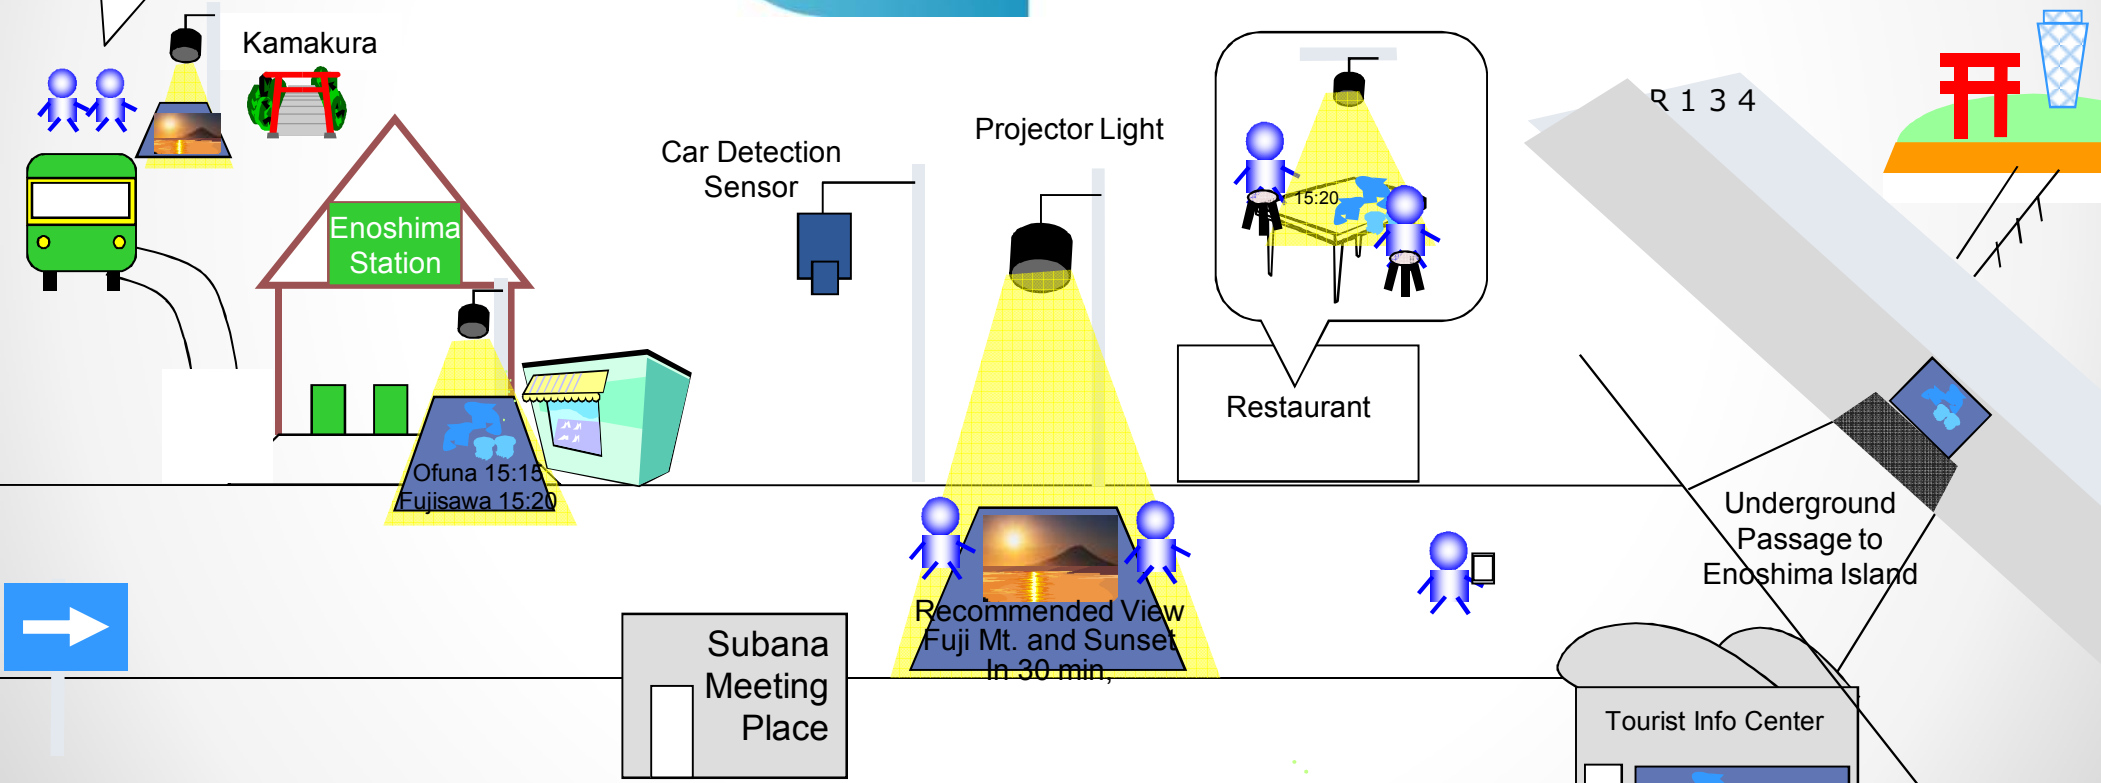 Kamakura
Enoshima
Station
Ofuna 15:15
Fujisawa 15:20
Car Detection
Sensor
Projector Light
15:20
Restaurant
R 1 3 4
Recommended View
Fuji Mt. and Sunset
In 30 min,
Underground
Passage to
Enoshima Island
Subana
Meeting
Place
Tourist Info Center